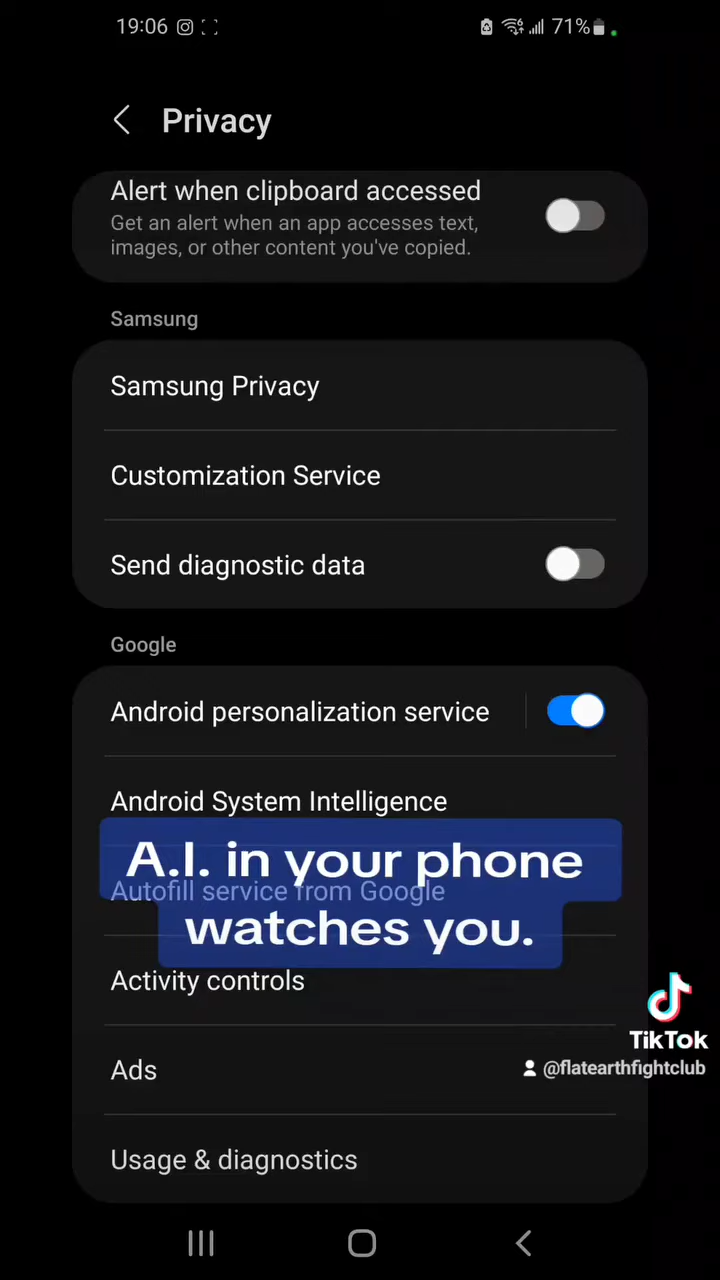 19:06
71%
Privacy
Alert when clipboard accessed
Get an alert when an app accesses text,
images, or other content you've copied.
Samsung
Samsung Privacy
Customization Service
Send diagnostic data
Google
Android personalization service
Android System Intelligence
A.I. in your phone
Autofill service from Google
watches you.
Activity controls
TikTok
@flatearthfightclub
Ads
Usage & diagnostics